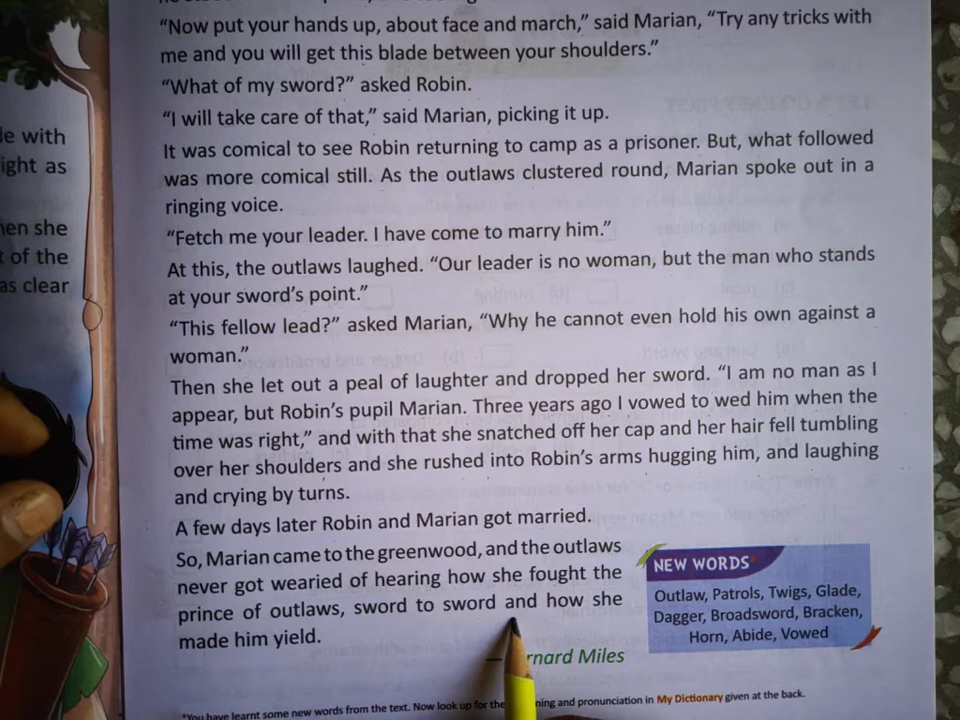 "Now put your hands up, about face and march," said Marian, "Try any tricks with
me and you will get this blade between your shoulders."
"What of my sword?" asked Robin.
"I will take care of that," said Marian, picking it up.
It was comical to see Robin returning to camp as a prisoner. But, what followed
was more comical still. As the outlaws clustered round, Marian spoke out in a
ringing voice.
"Fetch me your leader. I have come to marry him."
At this, the outlaws laughed. "Our leader is no woman, but the man who stands
at your sword's point."
"This fellow lead?" asked Marian, "Why he cannot even hold his own against a
woman."
Then she let out a peal of laughter and dropped her sword. "I am no man as I
appear, but Robin's pupil Marian. Three years ago I vowed to wed him when the
time was right," and with that she snatched off her cap and her hair fell tumbling
over her shoulders and she rushed into Robin's arms hugging him, and laughing
and crying by turns.
A few days later Robin and Marian got married.
So, Marian came to the greenwood, and the outlaws
never got wearied of hearing how she fought the
prince of outlaws, sword to sword and how she
made him yield.
Miles
NEW WORDS*
Outlaw, Patrols, Twigs, Glade,
Dagger, Broadsword, Bracken,
Horn, Abide, Vowed
*You have learnt some new words from the text. Now look up for the and pronunciation in My Dictionary given at the back.
with
as
she
of the
as clear